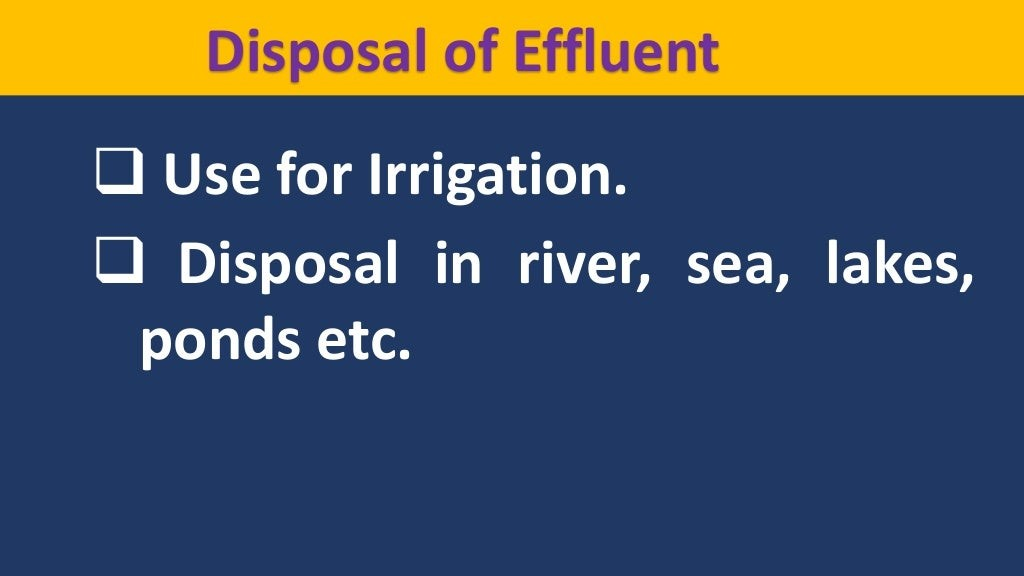 Disposal of Effluent
❑ Use for Irrigation.
❑ Disposal in river, sea, lakes,
ponds etc.